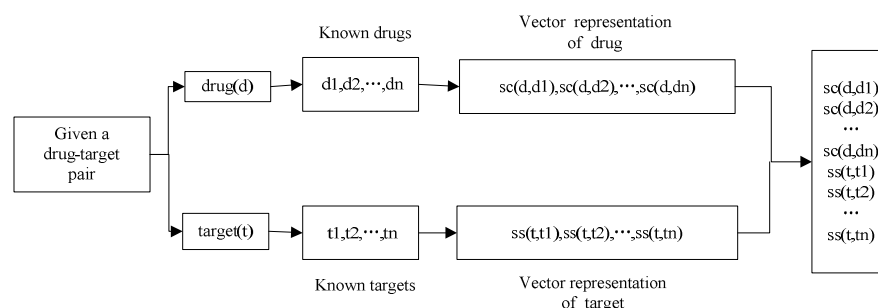 Known drugs
Vector representation
of drug
drug(d)
d1,d2,⋯,dn
sc(d,d1),sc(d,d2),⋯,sc(d,dn)
Given a
drug-target
pair
target(t)
t1,t2,⋯,tn
ss(t,t1),ss(t,t2),⋯,ss(t,tn)
Known targets
Vector representation
of target
sc(d,d1)
sc(d,d2)
⋯
sc(d,dn)
ss(t,t1)
ss(t,t2)
⋯
ss(t,tn)